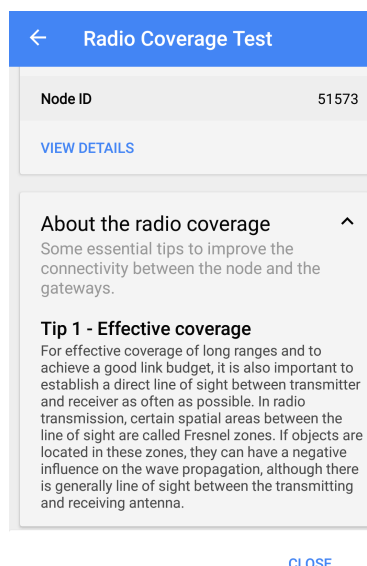 Radio Coverage Test
Node ID 51573
VIEW DETAILS
About the radio coverage
Some essential tips to improve the
connectivity between the node and the
gateways.
Tip 1 - Effective coverage
For effective coverage of long ranges and to
achieve a good link budget, it is also important to
establish a direct line of sight between transmitter
and receiver as often as possible. In radio
transmission, certain spatial areas between the
line of sight are called Fresnel zones. If objects are
located in these zones, they can have a negative
influence on the wave propagation, although there
is generally line of sight between the transmitting
and receiving antenna.
CLOSE